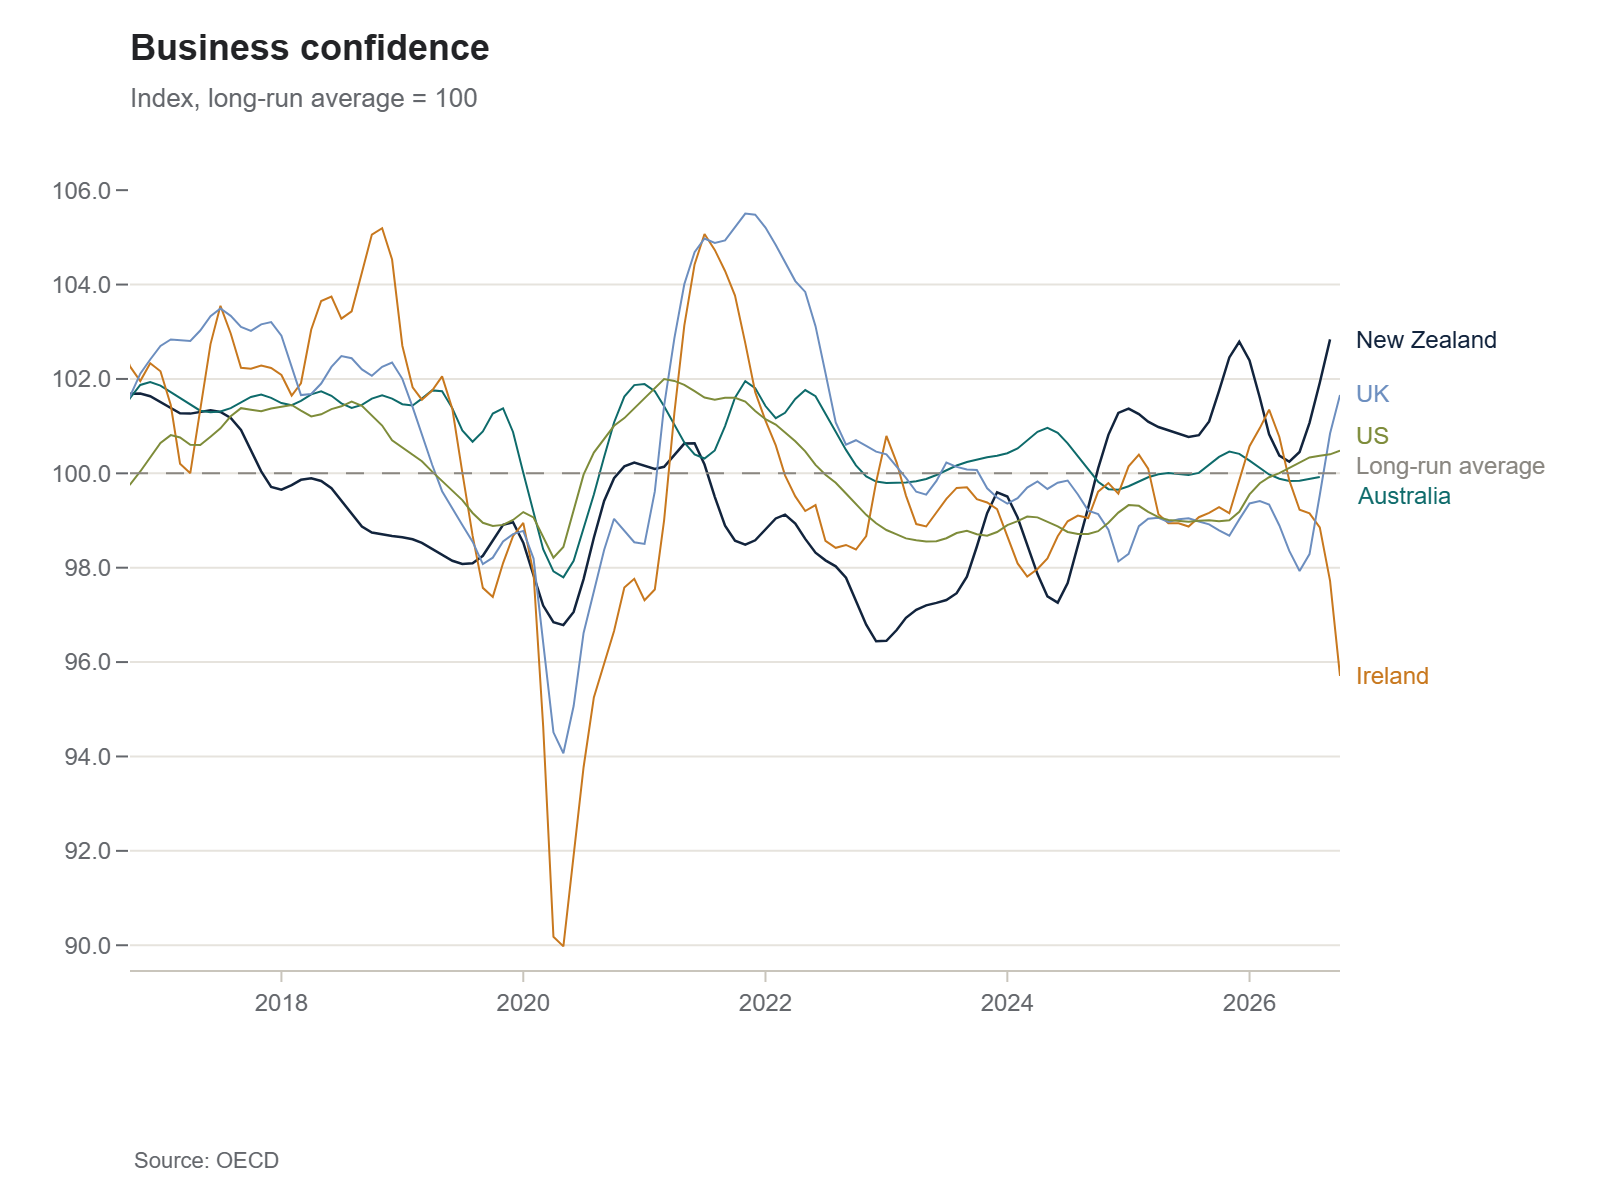 Business confidence
Index, long-run average = 100
106.0
104.0
102.0
100.0
98.0
96.0
94.0
92.0
90.0
New Zealand
UK
US
Long-run average
Australia
Ireland
2018 2020 2022 2024 2026
Source: OECD